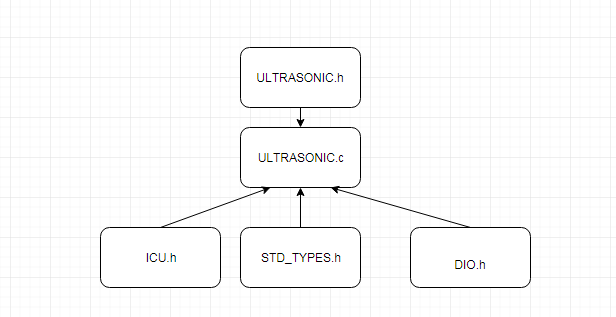 ULTRASONIC.h
ULTRASONIC.c
ICU.h
STD_TYPES.h
DIO.h